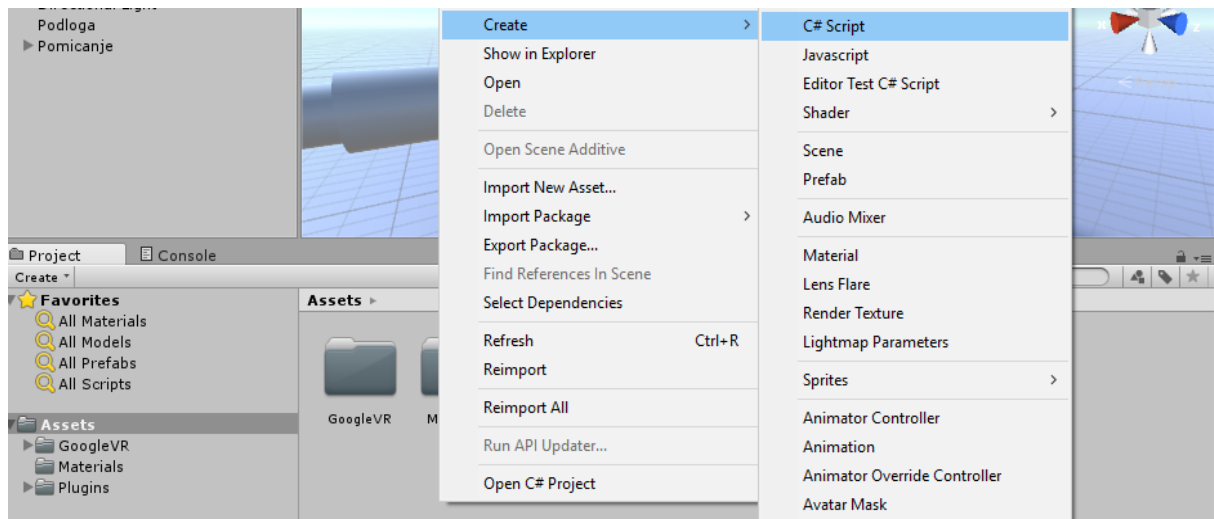 Podloga
Pomicanje
Project
Console
Create
Favorites
All Materials
All Models
All Prefabs
All Scripts
Assets
GoogleVR
Materials
Plugins
Assets
GoogleVR
M
Create
Show in Explorer
Open
Delete
Open Scene Additive
Import New Asset...
Import Package
Export Package...
Find References In Scene
Select Dependencies
Refresh Ctrl+R
Reimport
Reimport All
Run API Updater...
Open C# Project
C# Script
Javascript
Editor Test C# Script
Shader
Scene
Prefab
Audio Mixer
Material
Lens Flare
Render Texture
Lightmap Parameters
Sprites
Animator Controller
Animation
Animator Override Controller
Avatar Mask
z